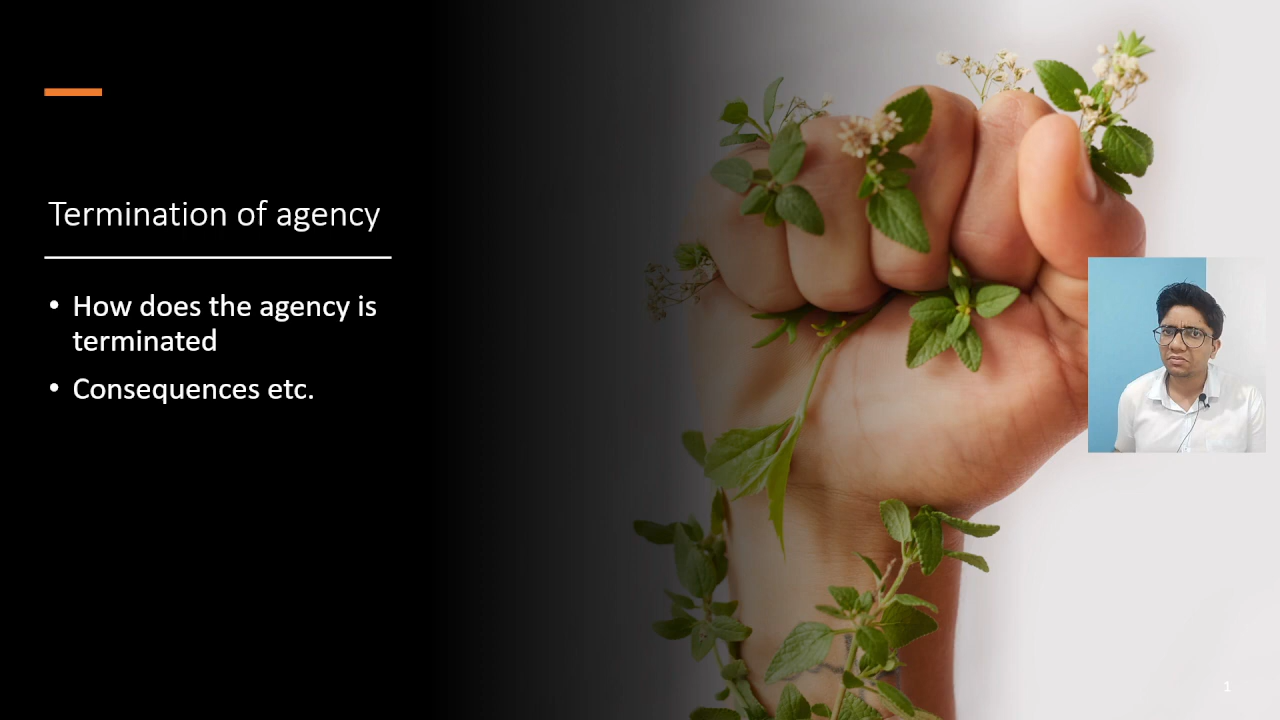 Termination of agency
• How does the agency is
terminated
• Consequences etc.
1